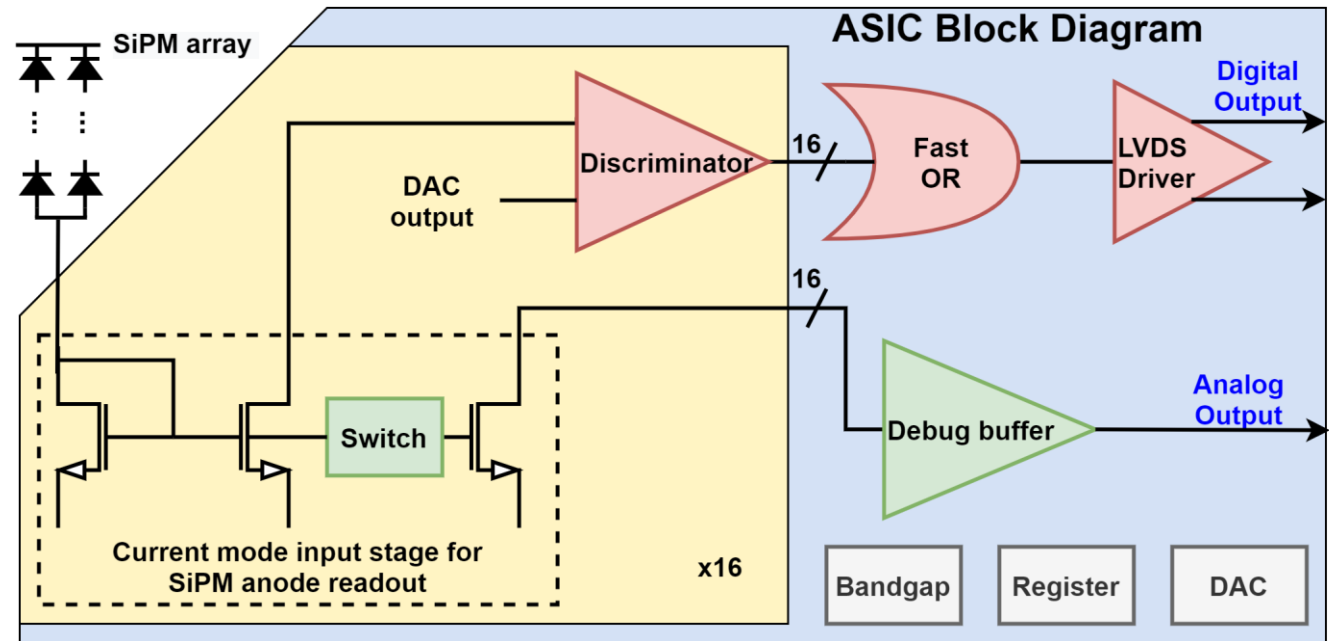 ASIC Block Diagram
SiPM array
Digital
Output
...
...
16
Discriminator
Fast
OR
LVDS
Driver
DAC
output
16
Analog
Output
Switch
Debug buffer
Current mode input stage for
SiPM anode readout
x16
Bandgap
Register
DAC